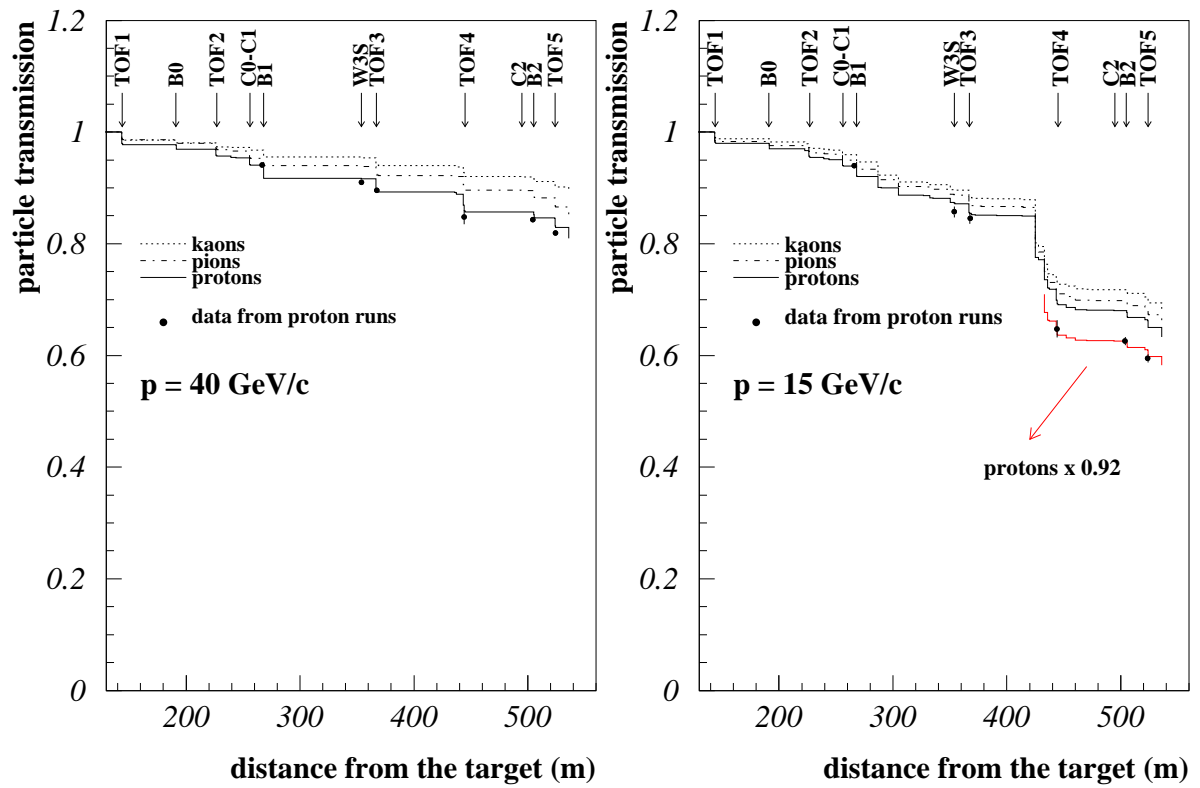 particle transmission
1.2
1
0.8
0.6
0.4
0.2
0
TOF1
B0
TOF2
C0-C1
B1
W3S
TOF3
TOF4
C2
B2
TOF5
kaons
pions
protons
data from proton runs
p = 40 GeV/c
200
300
400
500
distance from the target (m)
particle transmission
1.2
1
0.8
0.6
0.4
0.2
0
TOF1
B0
TOF2
C0-C1
B1
W3S
TOF3
TOF4
C2
B2
TOF5
kaons
pions
protons
data from proton runs
p = 15 GeV/c
protons x 0.92
200
300
400
500
distance from the target (m)